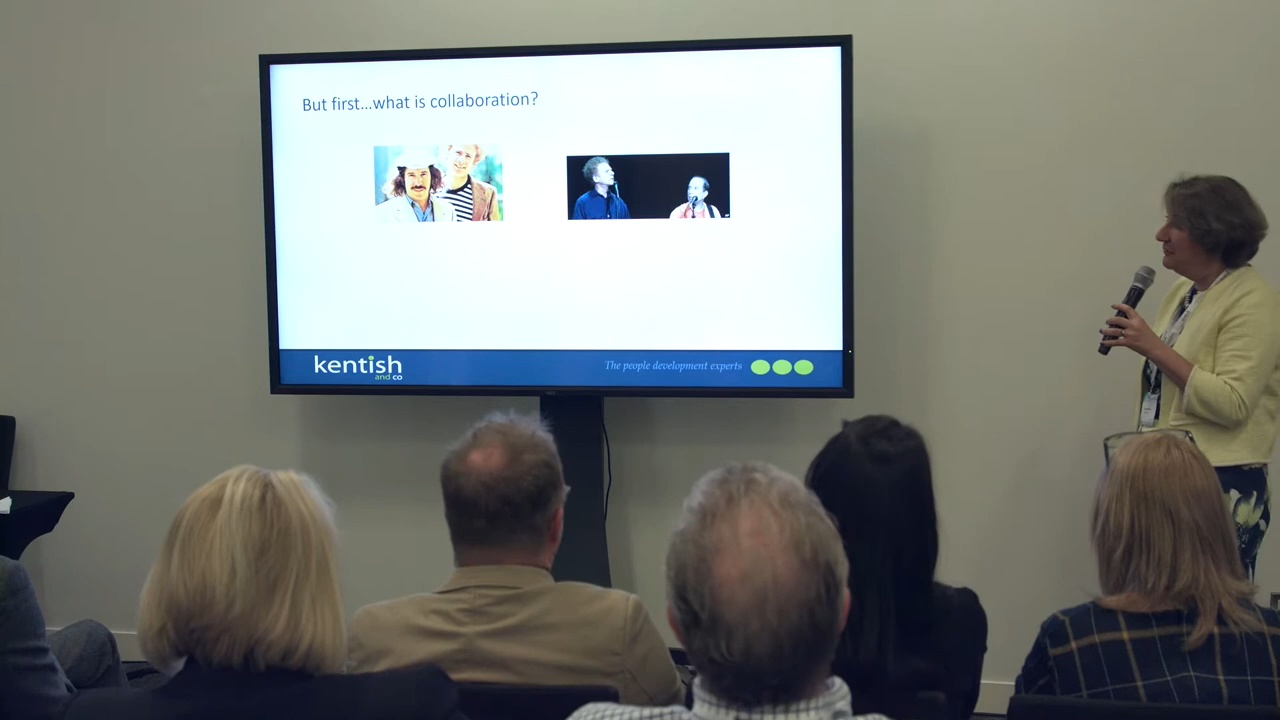 But first...what is collaboration?
kentish
and co
The people development experts